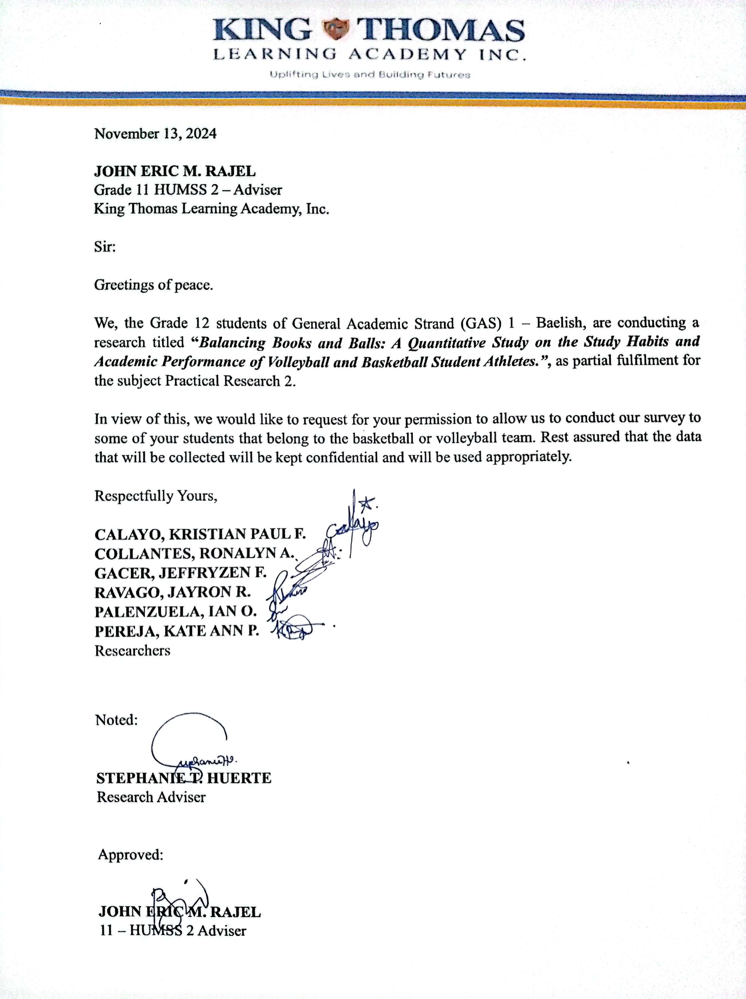 KING THOMAS
LEARNING ACADEMY INC.
Uplifting Lives and Building Futures
November 13, 2024
JOHN ERIC M. RAJEL
Grade 11 HUMSS 2 – Adviser
King Thomas Learning Academy, Inc.
Sir:
Greetings of peace.
We, the Grade 12 students of General Academic Strand (GAS) 1 – Baelish, are conducting a
research titled “Balancing Books and Balls: A Quantitative Study on the Study Habits and
Academic Performance of Volleyball and Basketball Student Athletes.”, as partial fulfilment for
the subject Practical Research 2.
In view of this, we would like to request for your permission to allow us to conduct our survey to
some of your students that belong to the basketball or volleyball team. Rest assured that the data
that will be collected will be kept confidential and will be used appropriately.
Respectfully Yours,
CALAYO, KRISTIAN PAUL F. Calayo
COLLANTES, RONALYN A.
GACER, JEFFRYZEN F.
RAVAGO, JAYRON R.
PALENZUELA, IAN O.
PEREJA, KATE ANN P.
Researchers
Noted:
STEPHANIE T. HUERTE
Research Adviser
Approved:
JOHN ERIC M. RAJEL
11 – HUMSS 2 Adviser